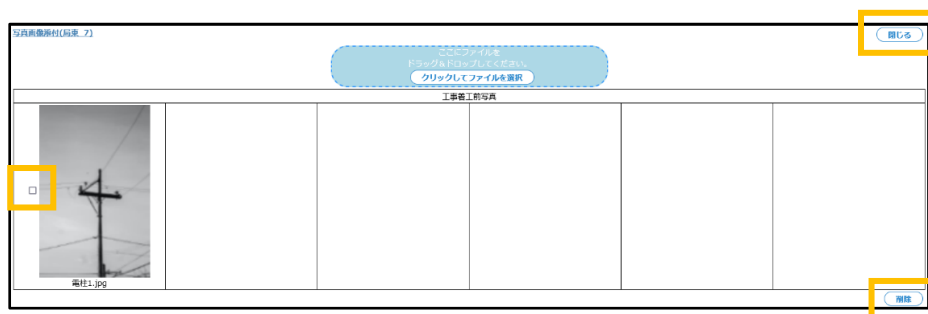 写真画像添付(局東_7)
閉じる
ここにファイルを
ドラッグ&ドロップしてください。
クリックしてファイルを選択
工事着工前写真
電柱1.jpg
削除